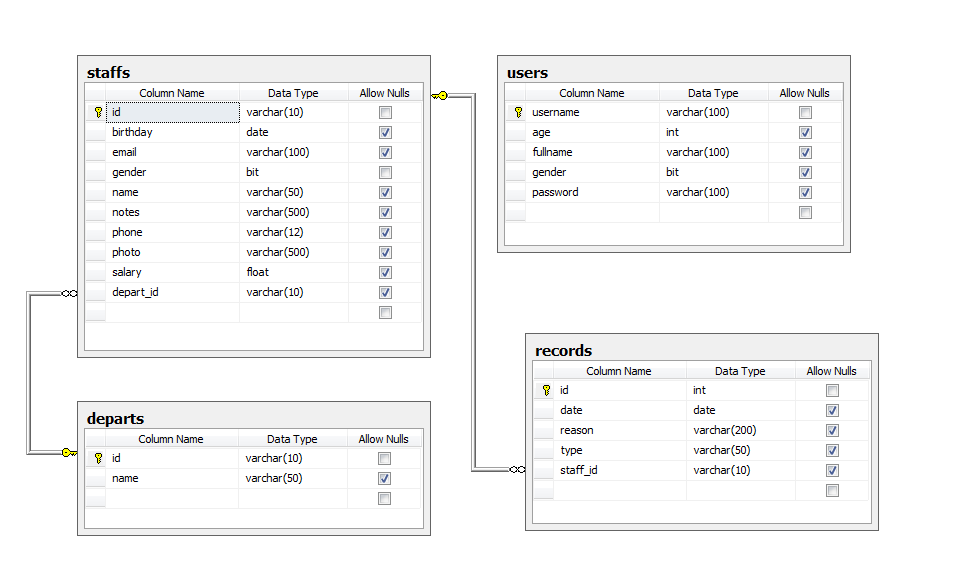 staffs
Column Name Data Type Allow Nulls
id varchar(10)
birthday date
email varchar(100)
gender bit
name varchar(50)
notes varchar(500)
phone varchar(12)
photo varchar(500)
salary float
depart_id varchar(10)
users
Column Name Data Type Allow Nulls
username varchar(100)
age int
fullname varchar(100)
gender bit
password varchar(100)
departs
Column Name Data Type Allow Nulls
id varchar(10)
name varchar(50)
records
Column Name Data Type Allow Nulls
id int
date date
reason varchar(200)
type varchar(50)
staff_id varchar(10)